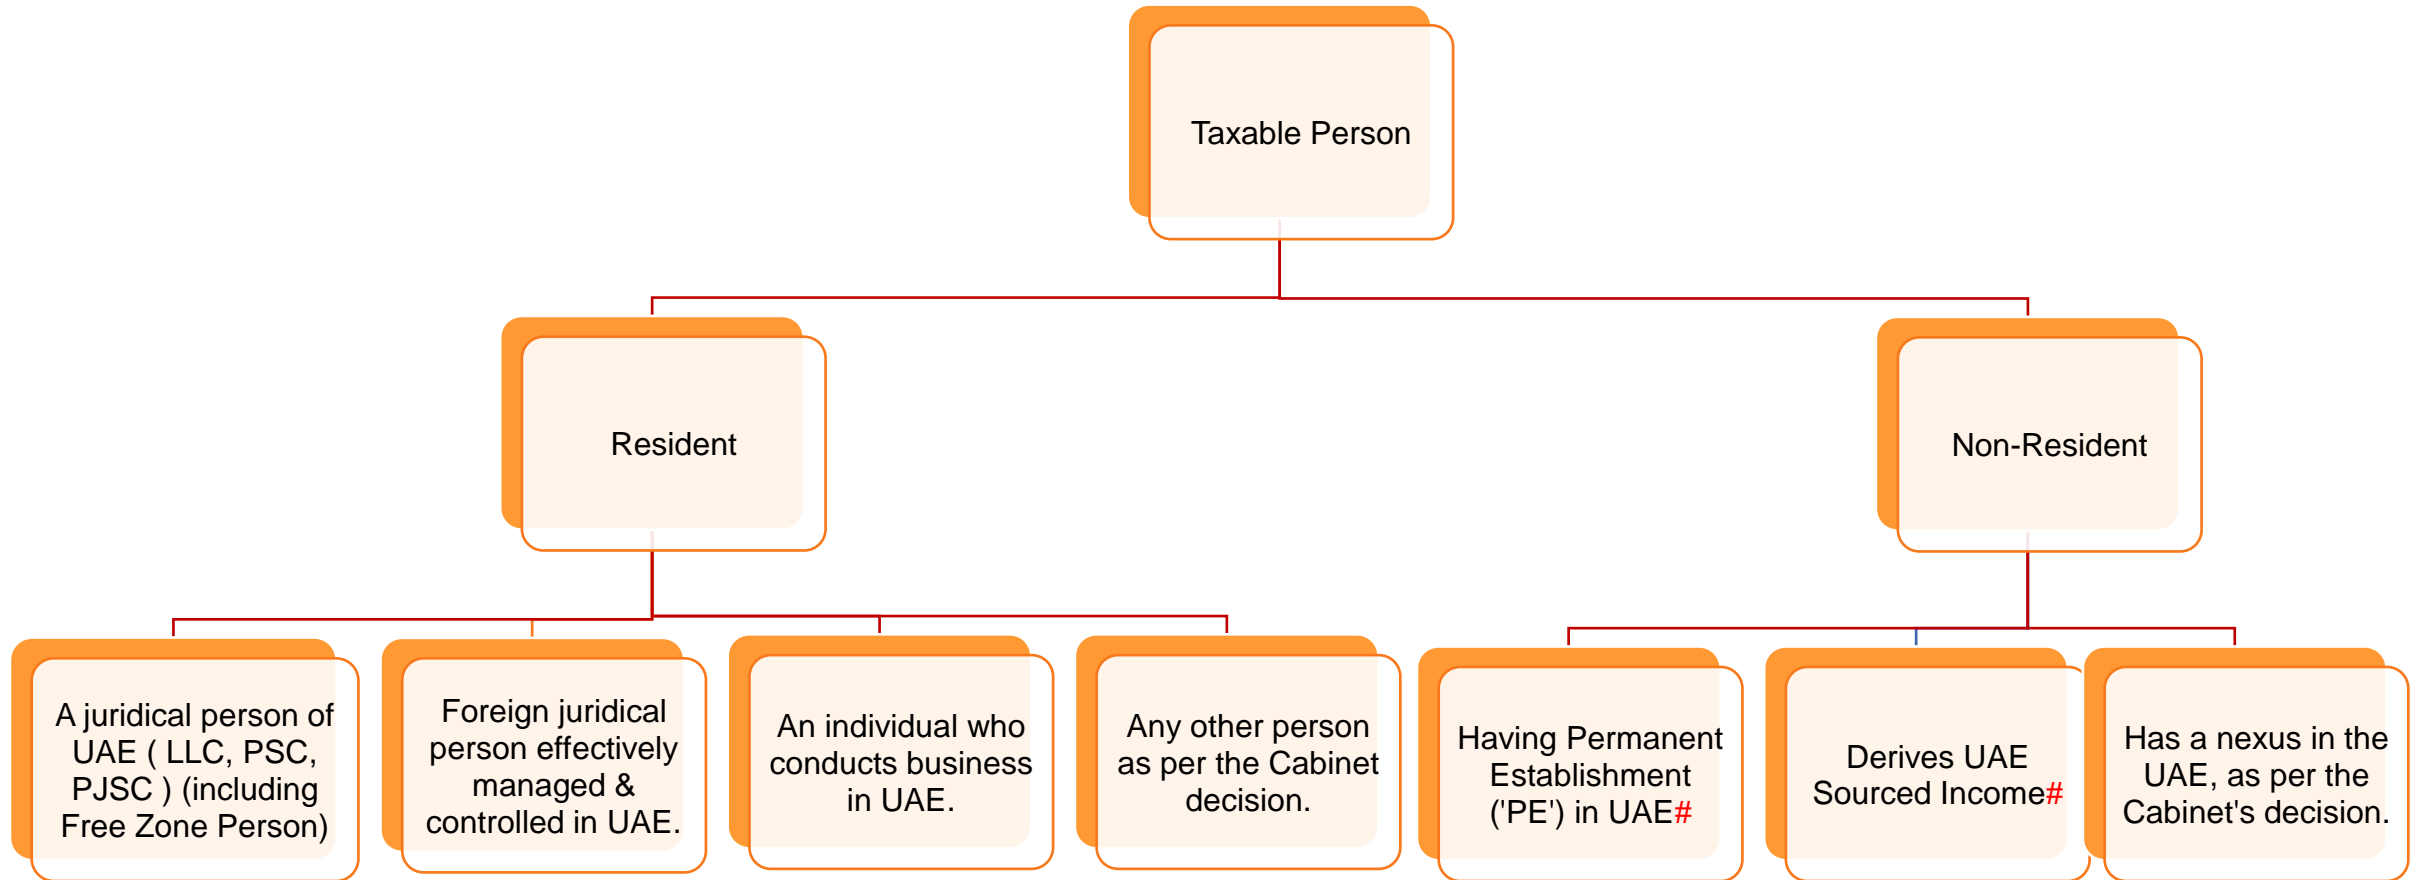 Taxable Person
Resident
Non-Resident
A juridical person of
UAE ( LLC, PSC,
PJSC ) (including
Free Zone Person)
Foreign juridical
person effectively
managed &
controlled in UAE.
An individual who
conducts business
in UAE.
Any other person
as per the Cabinet
decision.
Having Permanent
Establishment
('PE') in UAE#
Derives UAE
Sourced Income#
Has a nexus in the
UAE, as per the
Cabinet's decision.